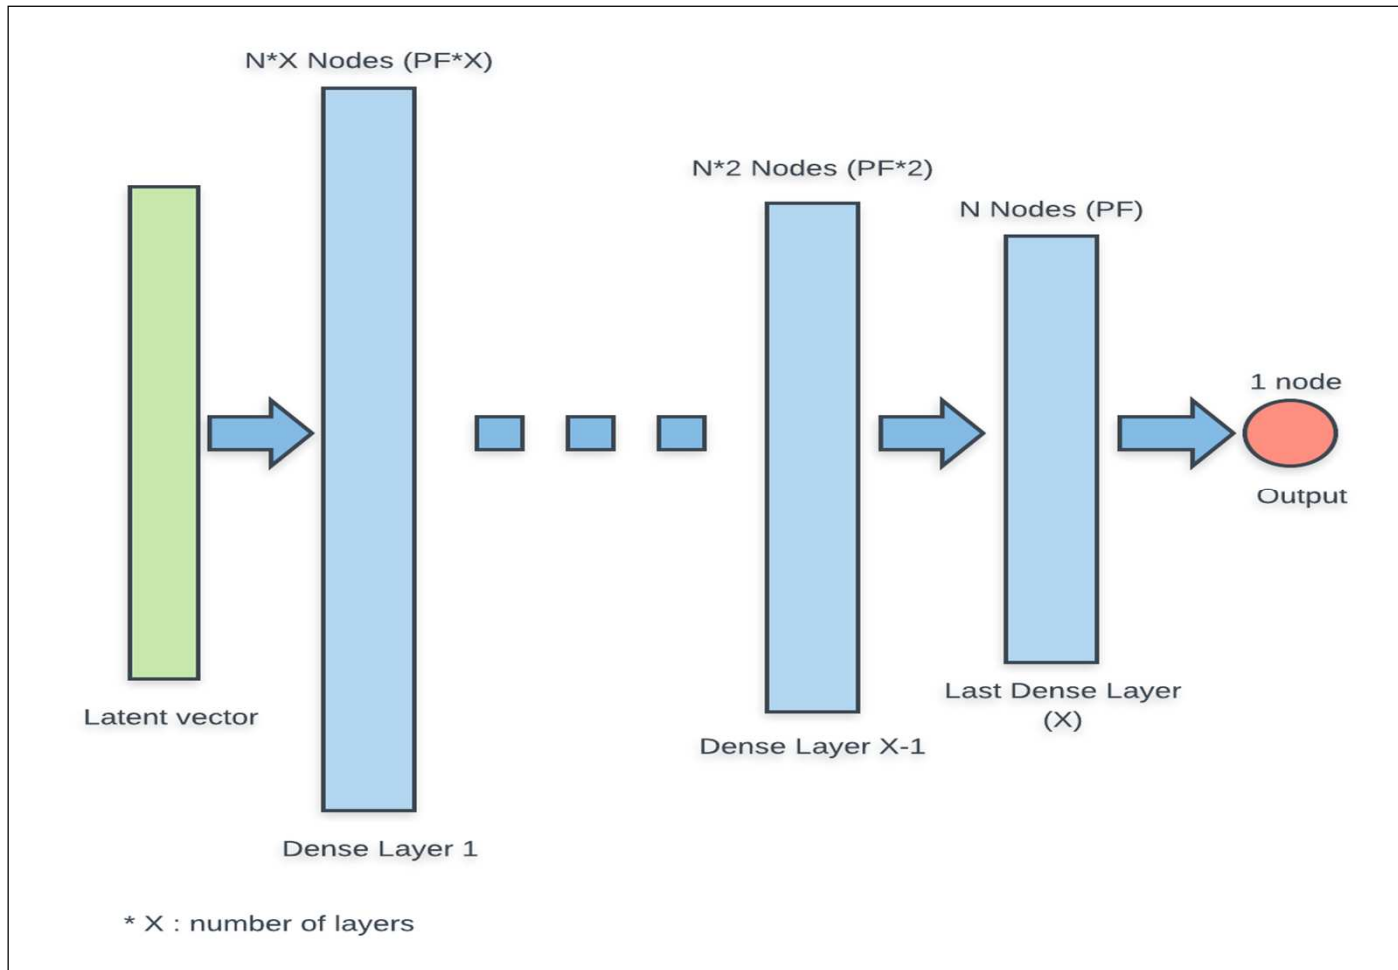 N*X Nodes (PF*X)
N*2 Nodes (PF*2)
N Nodes (PF)
1 node
Output
Last Dense Layer
(X)
Latent vector
Dense Layer X-1
Dense Layer 1
* X : number of layers